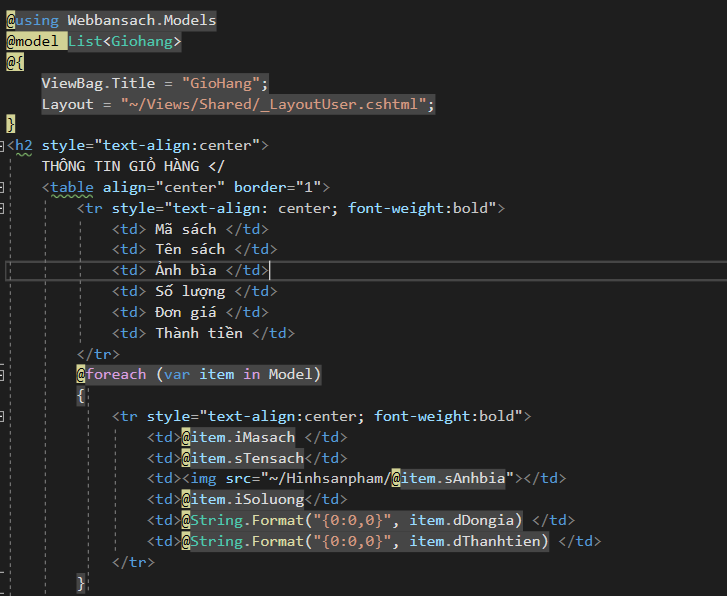 @using Webbansach.Models
@model List<Giohang>
@{
ViewBag.Title = "GioHang";
Layout = "~/Views/Shared/_LayoutUser.cshtml";
}
<h2 style="text-align:center">
THÔNG TIN GIỎ HÀNG </
<table align="center" border="1">
<tr style="text-align: center; font-weight:bold">
<td> Mã sách </td>
<td> Tên sách </td>
<td> Ảnh bìa </td>
<td> Số lượng </td>
<td> Đơn giá </td>
<td> Thành tiền </td>
</tr>
@foreach (var item in Model)
{
<tr style="text-align:center; font-weight:bold">
<td>@item.iMasach </td>
<td>@item.sTensach</td>
<td><img src="~/Hinhsanpham/@item.sAnhbia"></td>
<td>@item.iSoluong</td>
<td>@String.Format("{0:0,0}", item.dDongia) </td>
<td>@String.Format("{0:0,0}", item.dThanhtien) </td>
</tr>
}